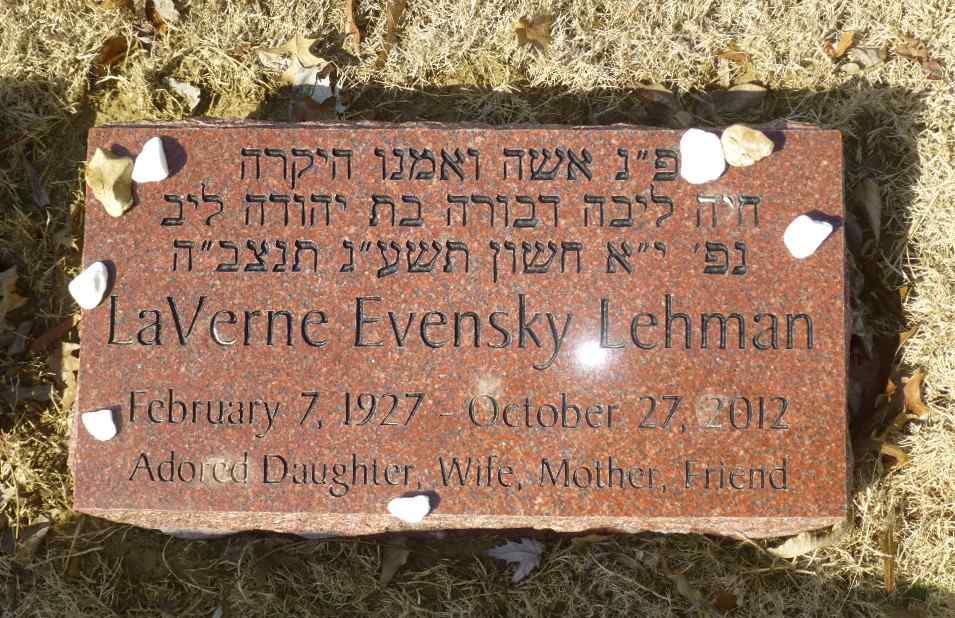 פ״נ אשה ואמנו היקרה
חיה ליבה דבורה בת יהודה ליב
נפ׳ י״א חשון תשע״ג תנצב״ה
LaVerne Evensky Lehman
February 7, 1927 - October 27, 2012
Adored Daughter, Wife, Mother, Friend